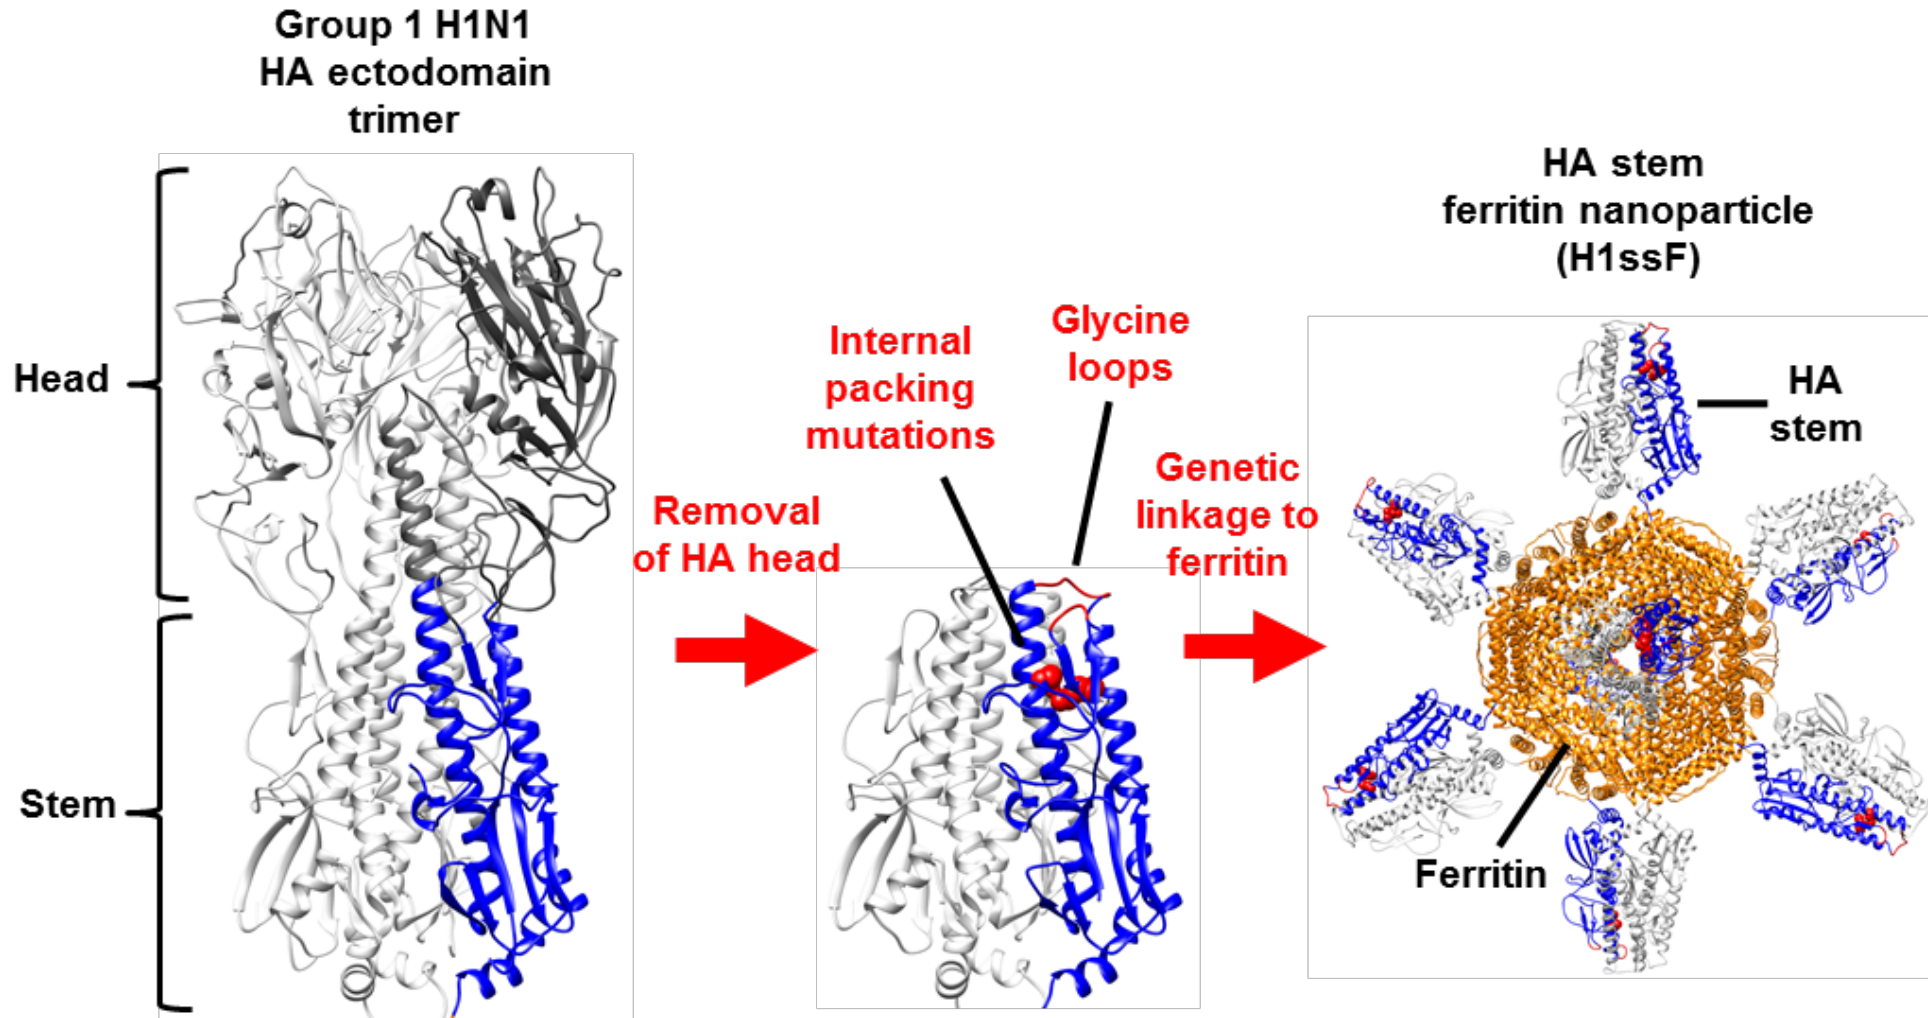 Group 1 H1N1
HA ectodomain
trimer
Head
Stem
Removal
of HA head
Internal
packing
mutations
Glycine
loops
Genetic
linkage to
ferritin
HA stem
ferritin nanoparticle
(H1ssF)
HA
stem
Ferritin